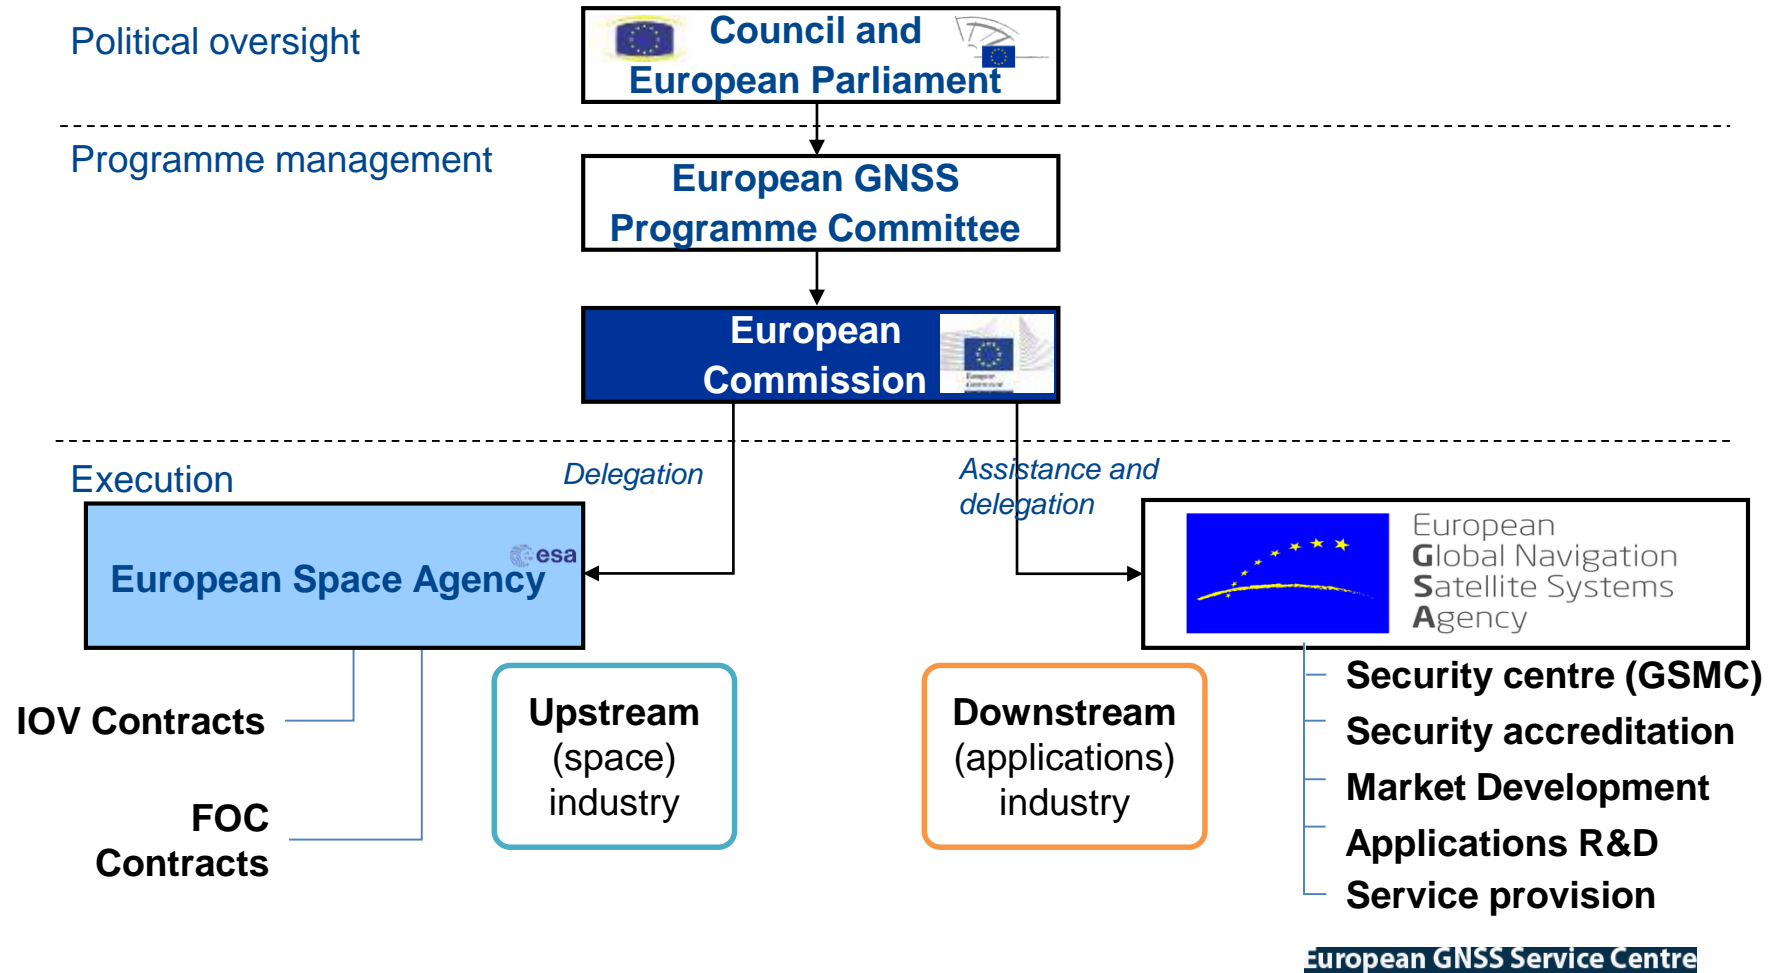 Political oversight
Council and
European Parliament
Programme management
European GNSS
Programme Committee
European
Commission
European
Commission
Execution
Delegation
Assistance and
delegation
esa
European Space Agency
European
Global Navigation
Satellite Systems
Agency
IOV Contracts
FOC
Contracts
Upstream
(space)
industry
Downstream
(applications)
industry
Security centre (GSMC)
Security accreditation
Market Development
Applications R&D
Service provision
European GNSS Service Centre